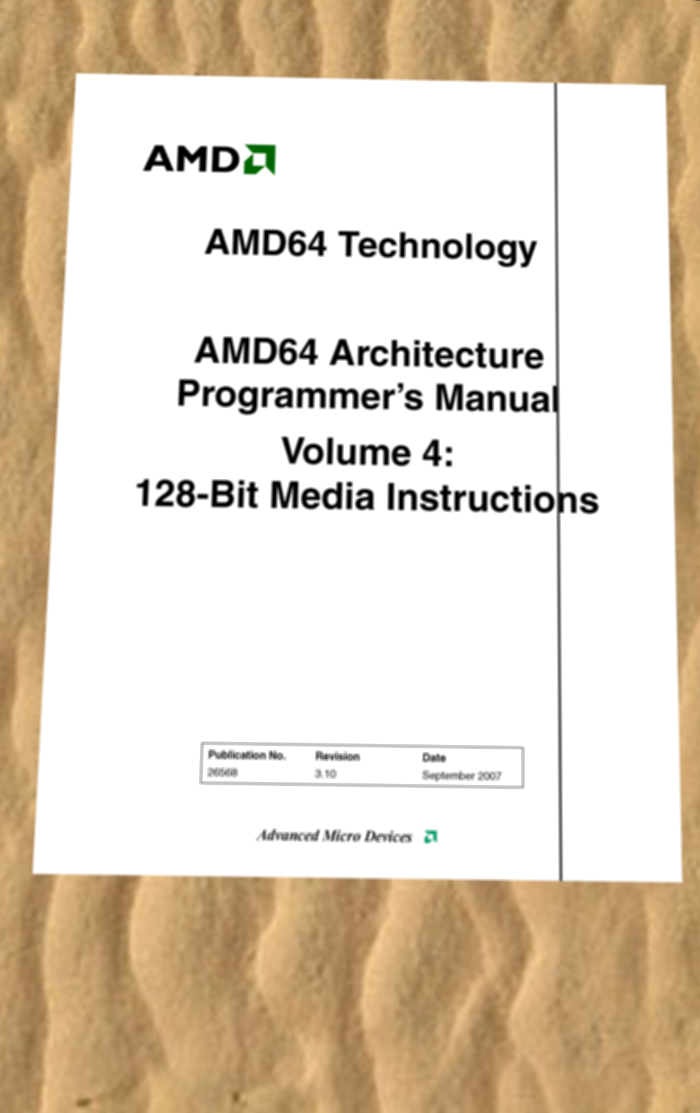 AMD
AMD64 Technology
AMD64 Architecture
Programmer's Manual
Volume 4:
128-Bit Media Instructions
Publication No. Revision Date
26568 3.10 September 2007
Advanced Micro Devices